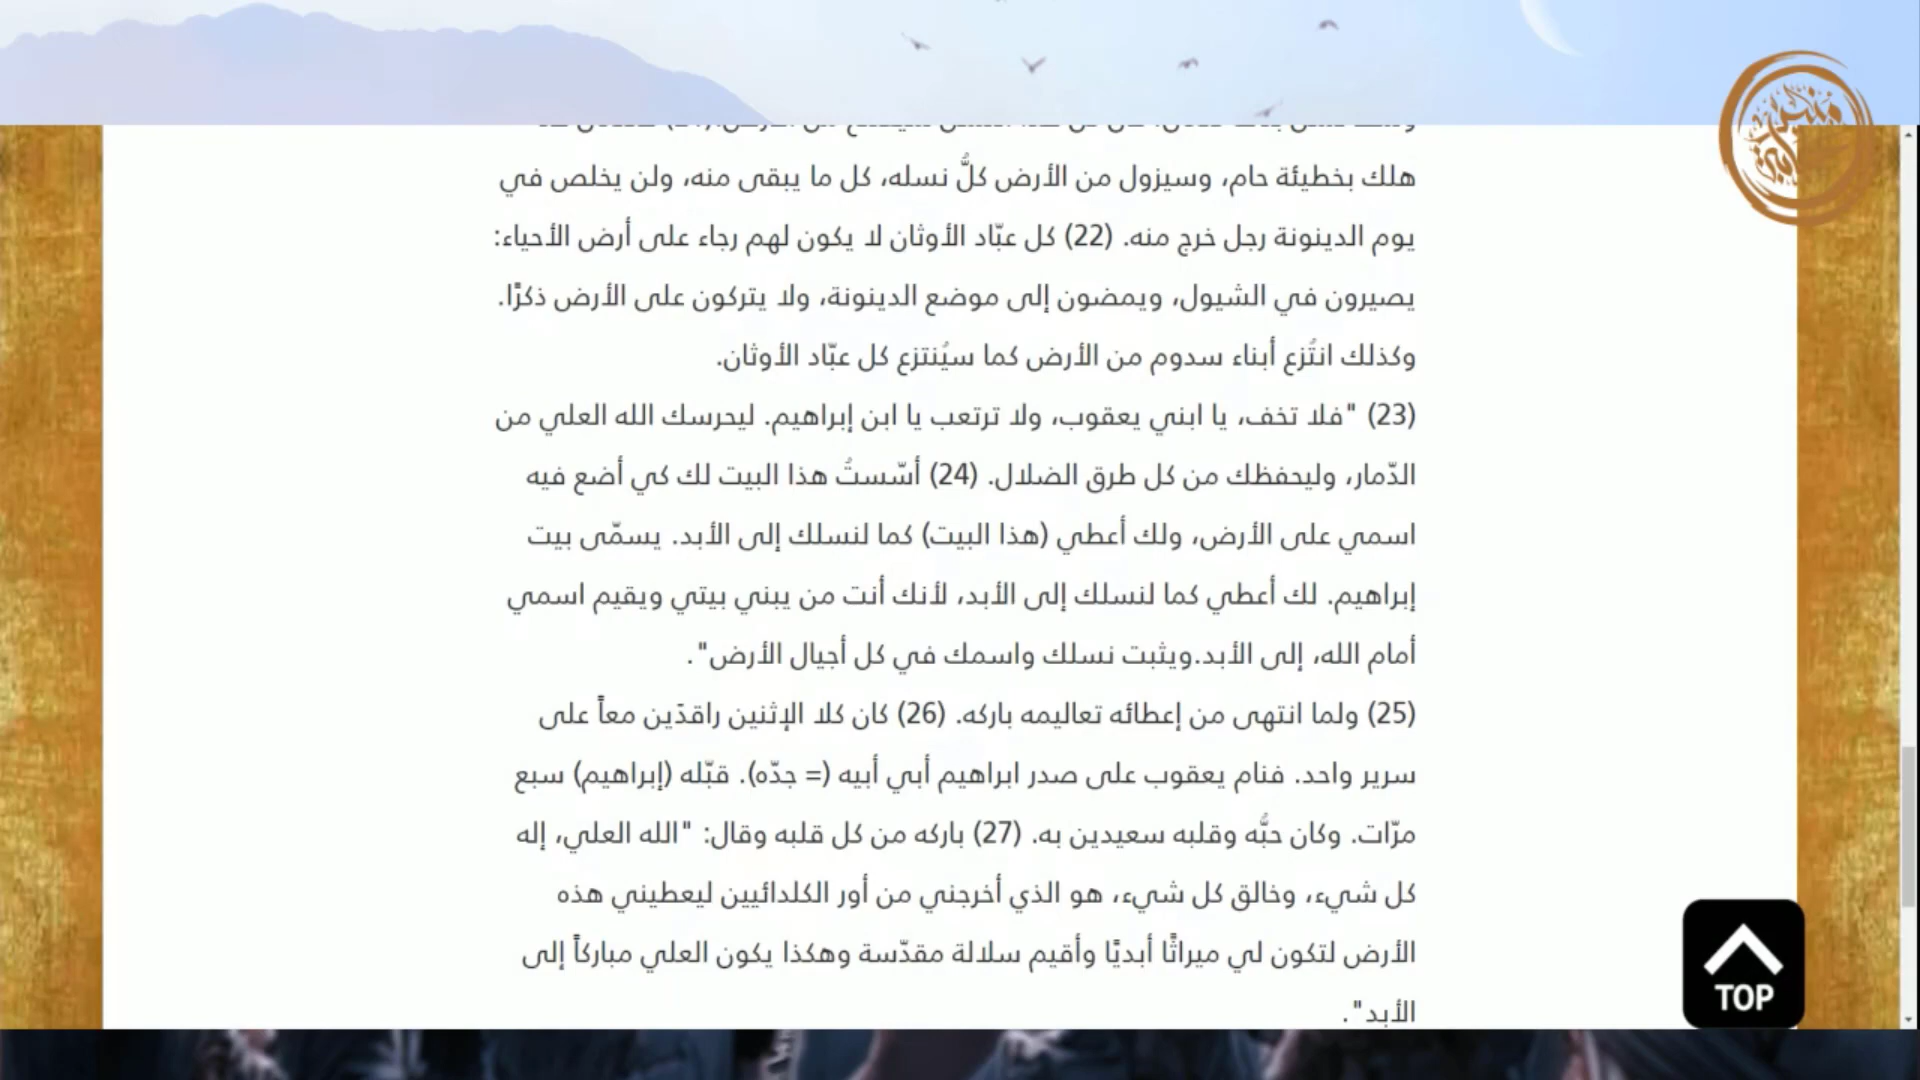 هلك بخطيئة حام، وسيزول من الأرض كلُّ نسله، كل ما يبقى منه، ولن يخلص في
يوم الدينونة رجل خرج منه. (22) كل عبّاد الأوثان لا يكون لهم رجاء على أرض الأحياء:
يصيرون في الشيول، ويمضون إلى موضع الدينونة، ولا يتركون على الأرض ذكرًا.
وكذلك انتُزع أبناء سدوم من الأرض كما سيُنتزع كل عبّاد الأوثان.
(23) "فلا تخف، يا ابني يعقوب، ولا ترتعب يا ابن إبراهيم. ليحرسك الله العلي من
الدّمار، وليحفظك من كل طرق الضلال. (24) أسّستُ هذا البيت لك كي أضع فيه
اسمي على الأرض، ولك أعطي (هذا البيت) كما لنسلك إلى الأبد. يسمّى بيت
إبراهيم. لك أعطي كما لنسلك إلى الأبد، لأنك أنت من يبني بيتي ويقيم اسمي
أمام الله، إلى الأبد.ويثبت نسلك واسمك في كل أجيال الأرض".
(25) ولما انتهى من إعطائه تعاليمه باركه. (26) كان كلا الإثنين راقدَين معاً على
سرير واحد. فنام يعقوب على صدر ابراهيم أبي أبيه (= جدّه). قبّله (إبراهيم) سبع
مرّات. وكان حبُّه وقلبه سعيدين به. (27) باركه من كل قلبه وقال: "الله العلي، إله
كل شيء، وخالق كل شيء، هو الذي أخرجني من أور الكلدائيين ليعطيني هذه
الأرض لتكون لي ميراثًا أبديًا وأقيم سلالة مقدّسة وهكذا يكون العلي مباركاً إلى
الأبد".
TOP